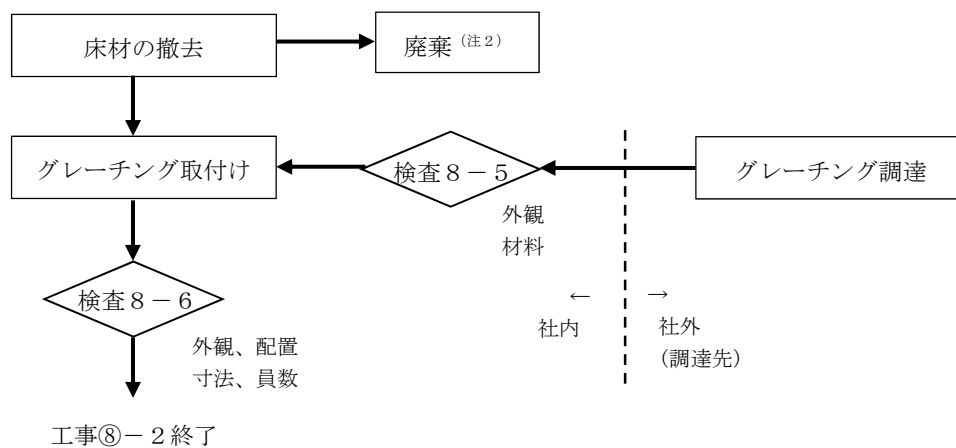 床材の撤去
廃棄（注２）
グレーチング取付け
検査８－５
グレーチング調達
外観
材料
検査８－６
←
→
社内
社外
(調達先)
外観、配置
寸法、員数
工事⑧－２終了